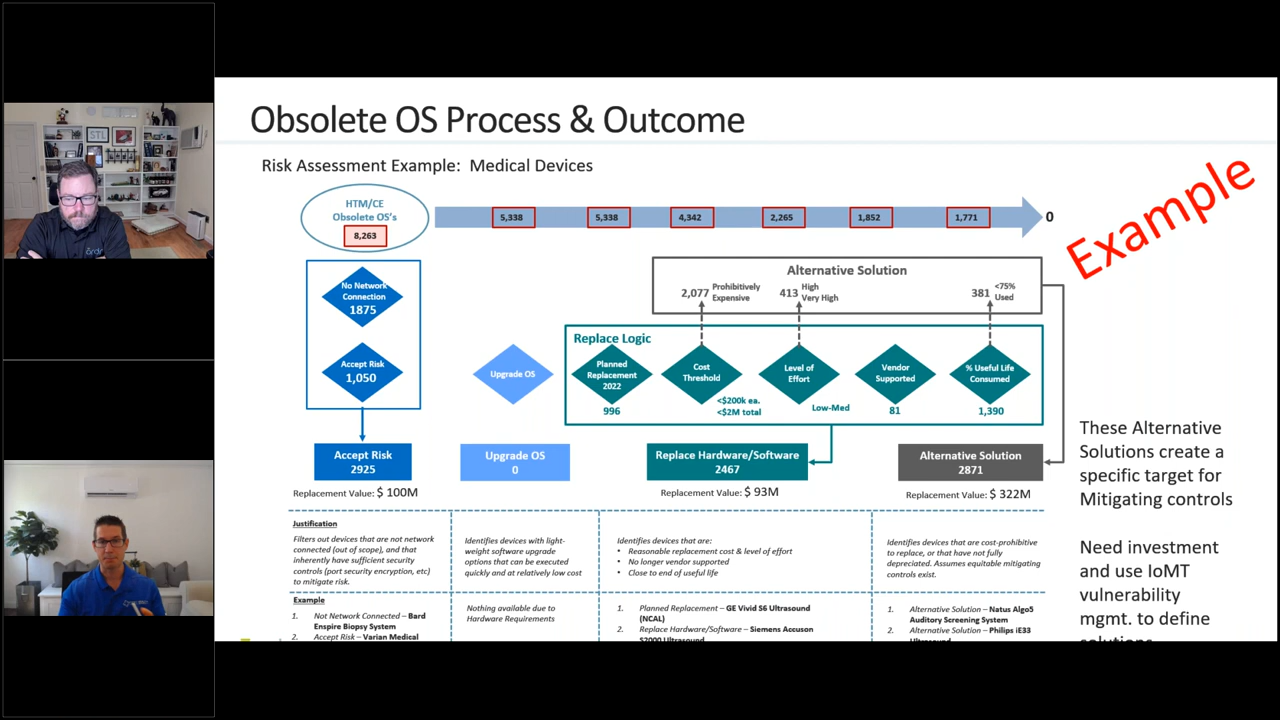 STL
ordr
Obsolete OS Process & Outcome
Risk Assessment Example: Medical Devices
Example
HTM/CE
Obsolete OS's
8,263
5,338
5,338
4,342
2,265
1,852
1,771
0
No Network
Connection
1875
Accept Risk
1,050
Alternative Solution
2,077 Prohibitively
Expensive
413 High
Very High
381 <75%
Used
Upgrade OS
Replace Logic
Planned
Replacement
2022
996
Cost
Threshold
<$200k ea.
<$2M total
Level of
Effort
Low-Med
Vendor
Supported
81
% Useful Life
Consumed
1,390
Accept Risk
2925
Replacement Value: $ 100M
Upgrade OS
0
Replace Hardware/Software
2467
Replacement Value: $ 93M
Alternative Solution
2871
Replacement Value: $ 322M
Justification
Filters out devices that are not network
connected (out of scope), and that
inherently have sufficient security
controls (port security encryption, etc)
to mitigate risk.
Identifies devices with light-
weight software upgrade
options that can be executed
quickly and at relatively low cost
Identifies devices that are:
• Reasonable replacement cost & level of effort
• No longer vendor supported
• Close to end of useful life
Identifies devices that are cost-prohibitive
to replace, or that have not fully
depreciated. Assumes equitable mitigating
controls exist.
Example
1. Not Network Connected – Bard
Enspire Biopsy System
2. Accept Risk – Varian Medical
Nothing available due to
Hardware Requirements
1. Planned Replacement – GE Vivid S6 Ultrasound
(NCAL)
2. Replace Hardware/Software – Siemens Accuson
S2000 Ultrasound
1. Alternative Solution – Natus Algo5
Auditory Screening System
2. Alternative Solution – Philips iE33
Ultrasound
These Alternative
Solutions create a
specific target for
Mitigating controls
Need investment
and use IoMT
vulnerability
mgmt. to define
solutions